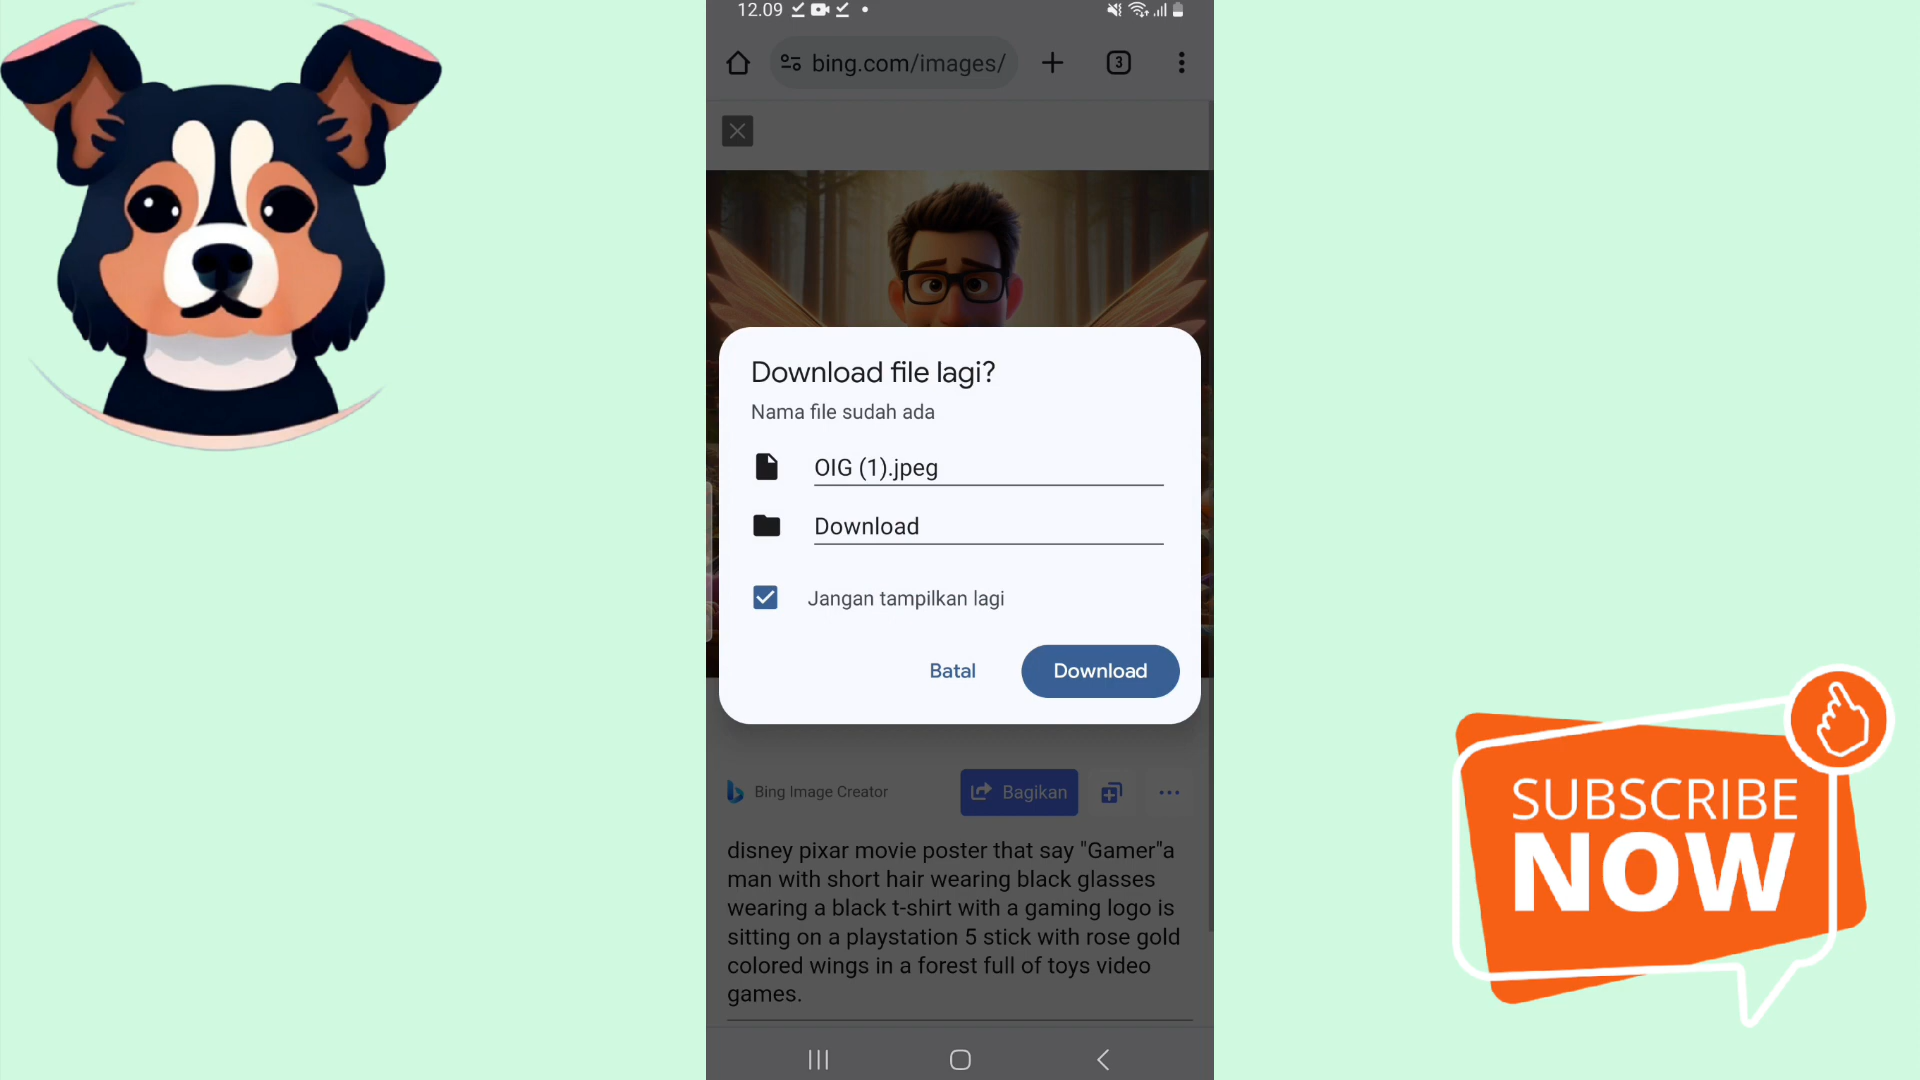 12.09
bing.com/images/
3
Download file lagi?
Nama file sudah ada
OIG (1).jpeg
Download
Jangan tampilkan lagi
Batal
Download
Bing Image Creator
Bagikan
disney pixar movie poster that say "Gamer"a
man with short hair wearing black glasses
wearing a black t-shirt with a gaming logo is
sitting on a playstation 5 stick with rose gold
colored wings in a forest full of toys video
games.
SUBSCRIBE
NOW